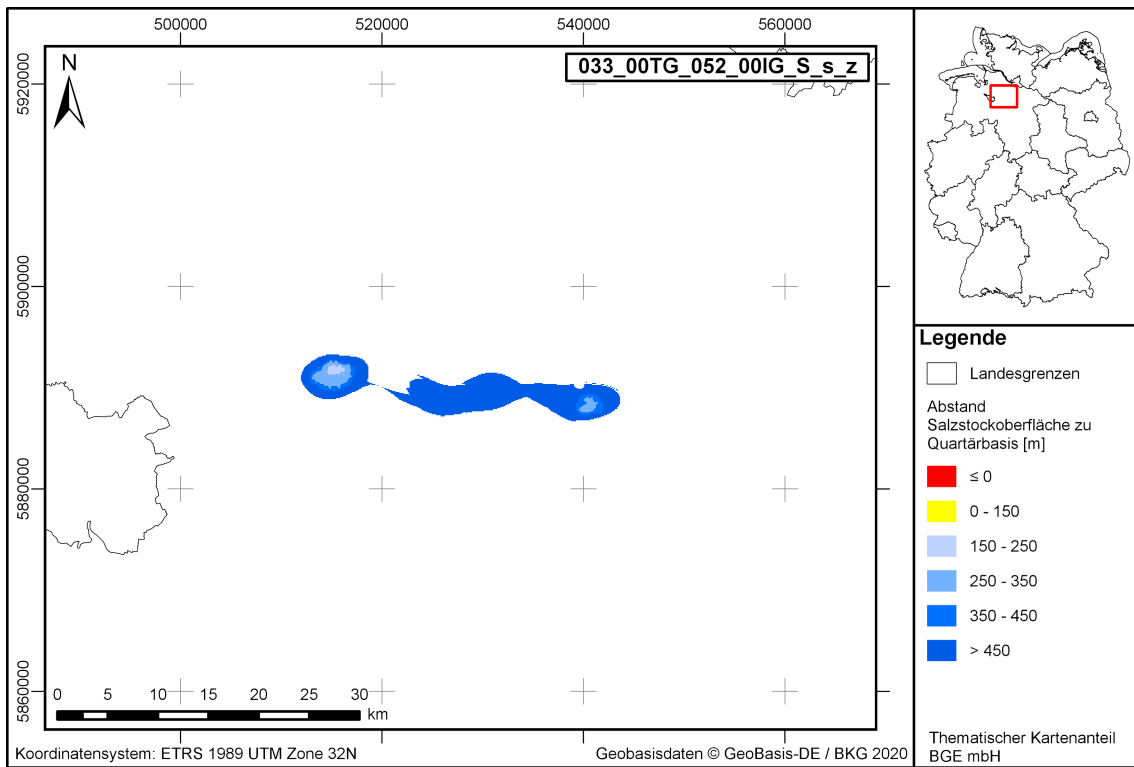 500000 520000 540000 560000
033_00TG_052_00IG_S_s_z
N
5920000
5900000
5880000
5860000
0 5 10 15 20 25 30
km
Koordinatensystem: ETRS 1989 UTM Zone 32N
Geobasisdaten © GeoBasis-DE / BKG 2020
Legende
Landesgrenzen
Abstand
Salzstockoberfläche zu
Quartärbasis [m]
≤ 0
0 - 150
150 - 250
250 - 350
350 - 450
> 450
Thematischer Kartenanteil
BGE mbH